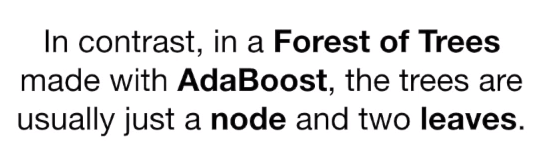 In contrast, in a Forest of Trees
made with AdaBoost, the trees are
usually just a node and two leaves.